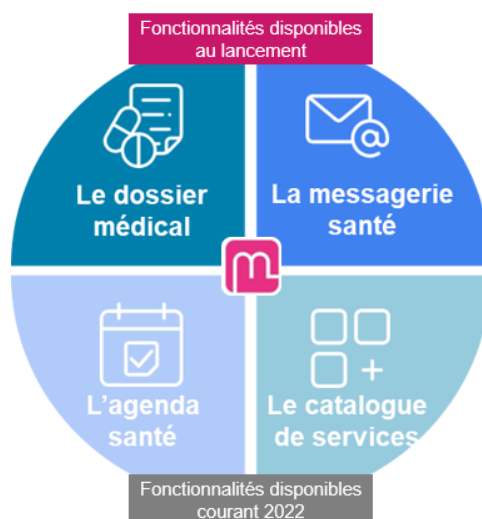 Fonctionnalités disponibles
au lancement
Le dossier
médical
La messagerie
santé
L'agenda
santé
Le catalogue
de services
Fonctionnalités disponibles
courant 2022